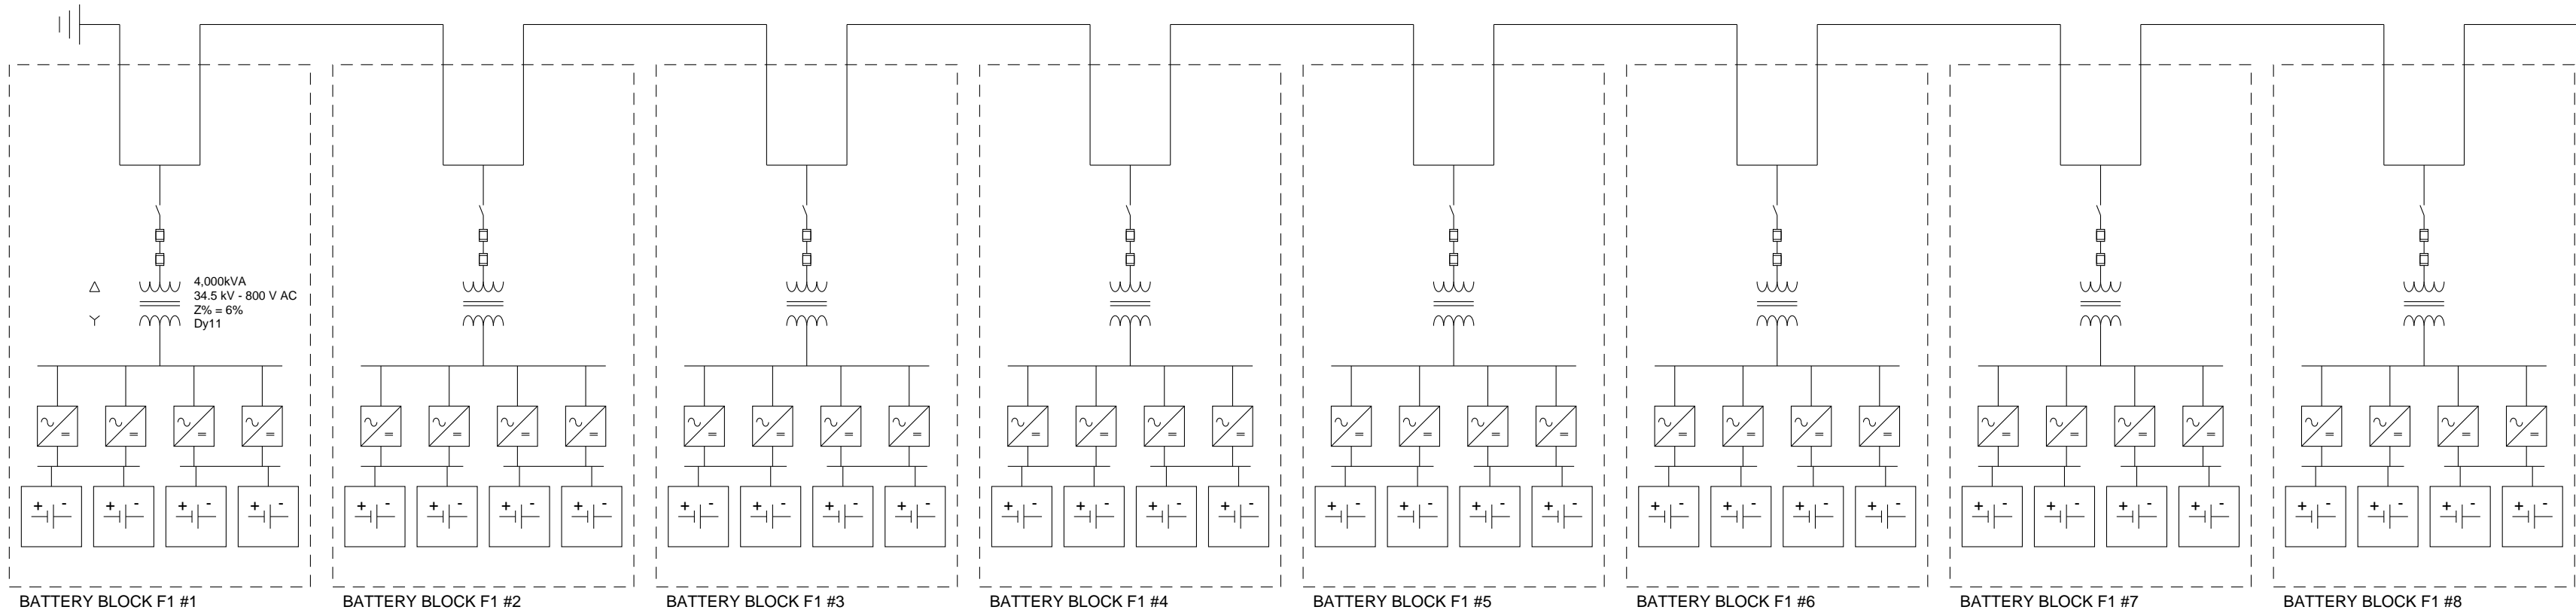 4,000kVA
34.5 kV - 800 V AC
Z% = 6%
Dy11
+ - + - + - + - + - + - + - + - + - + - + - + - + - + - + - + - + - + - + - + - + - + - + - + - + - + - + - + - + - + - + - + -
BATTERY BLOCK F1 #1
BATTERY BLOCK F1 #2
BATTERY BLOCK F1 #3
BATTERY BLOCK F1 #4
BATTERY BLOCK F1 #5
BATTERY BLOCK F1 #6
BATTERY BLOCK F1 #7
BATTERY BLOCK F1 #8